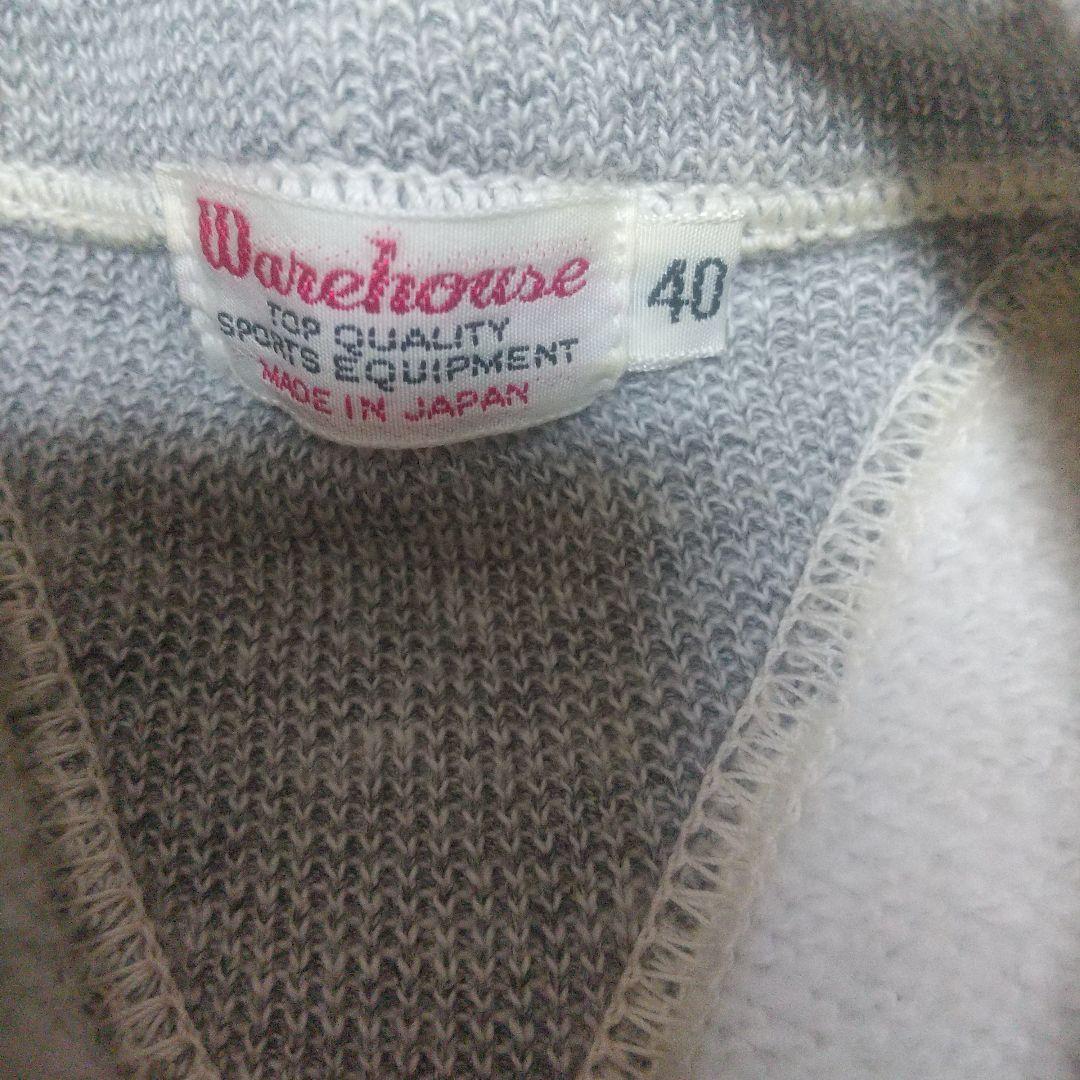 Warehouse
TOP QUALITY
SPORTS EQUIPMENT
MADE IN JAPAN
40